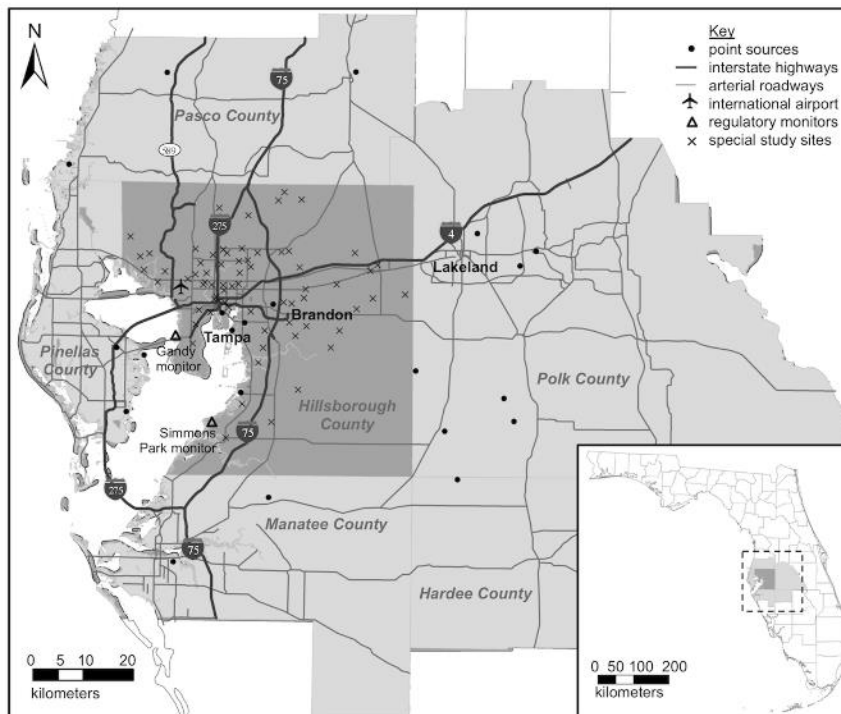 N
Key
point sources
interstate highways
arterial roadways
international airport
regulatory monitors
special study sites
75
Pasco County
589
275
4
Lakeland
Brandon
Tampa
Pinellas
County
Gandy
monitor
Polk County
Hillsborough
County
Simmons
Park monitor
75
275
Manatee County
75
Hardee County
0 5 10 20
kilometers
0 50 100 200
kilometers